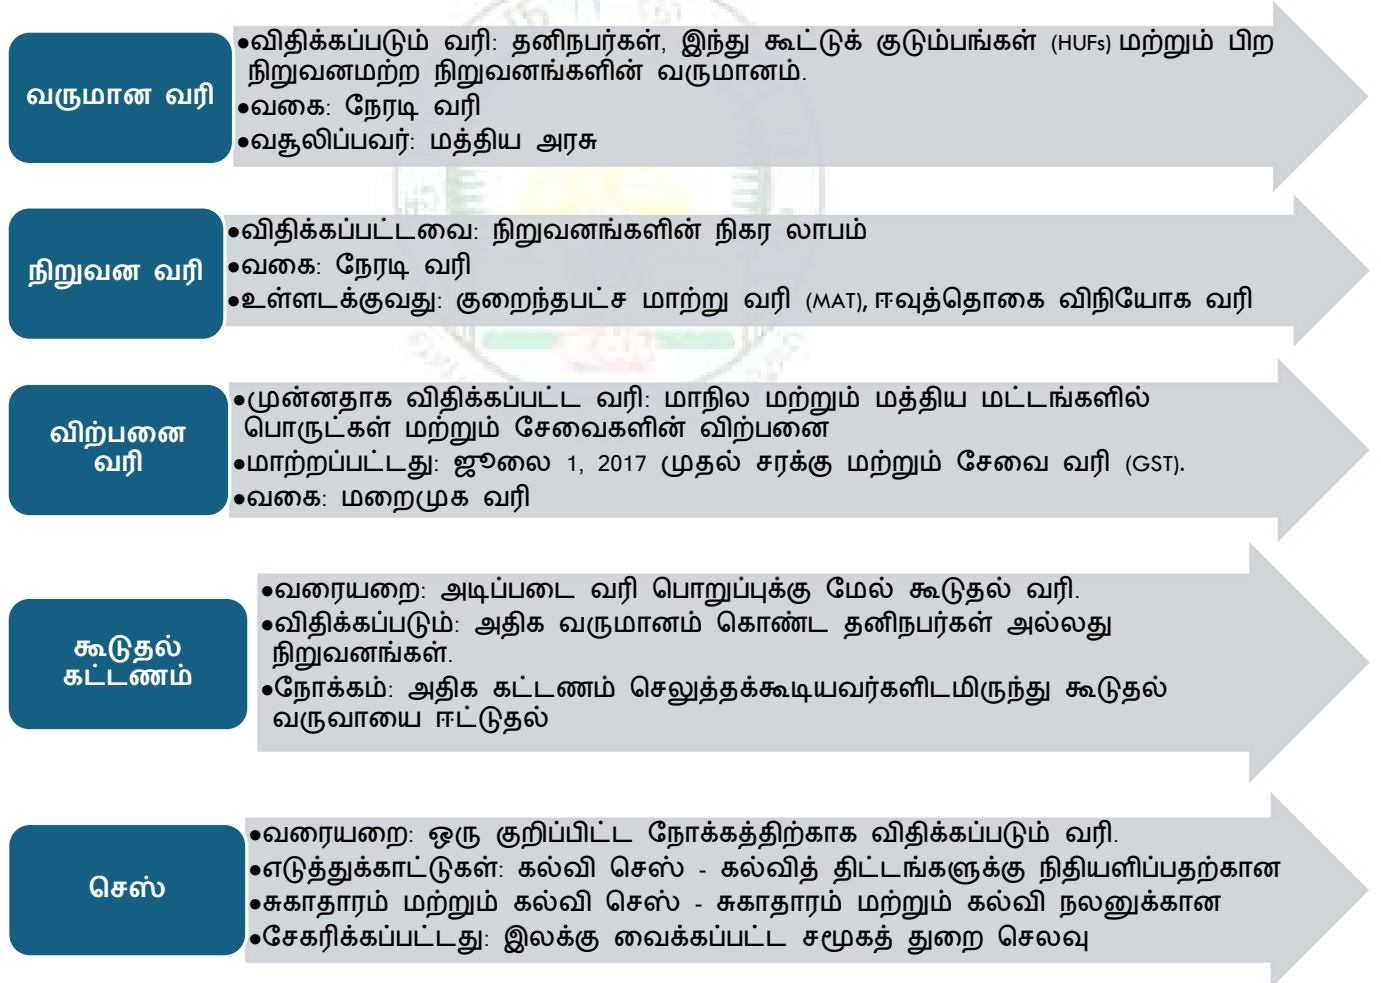 வருமான வரி
•விதிக்கப்படும் வரி: தனிநபர்கள், இந்து கூட்டுக் குடும்பங்கள் (HUFs) மற்றும் பிற
நிறுவனமற்ற நிறுவனங்களின் வருமானம்.
•வகை: நேரடி வரி
•வசூலிப்பவர்: மத்திய அரசு
நிறுவன வரி
•விதிக்கப்பட்டவை: நிறுவனங்களின் நிகர லாபம்
•வகை: நேரடி வரி
•உள்ளடக்குவது: குறைந்தபட்ச மாற்று வரி (MAT), ஈவுத்தொகை விநியோக வரி
விற்பனை
வரி
•முன்னதாக விதிக்கப்பட்ட வரி: மாநில மற்றும் மத்திய மட்டங்களில்
பொருட்கள் மற்றும் சேவைகளின் விற்பனை
•மாற்றப்பட்டது: ஜூலை 1, 2017 முதல் சரக்கு மற்றும் சேவை வரி (GST).
•வகை: மறைமுக வரி
கூடுதல்
கட்டணம்
•வரையறை: அடிப்படை வரி பொறுப்புக்கு மேல் கூடுதல் வரி.
•விதிக்கப்படும்: அதிக வருமானம் கொண்ட தனிநபர்கள் அல்லது
நிறுவனங்கள்.
•நோக்கம்: அதிக கட்டணம் செலுத்தக்கூடியவர்களிடமிருந்து கூடுதல்
வருவாயை ஈட்டுதல்
செஸ்
•வரையறை: ஒரு குறிப்பிட்ட நோக்கத்திற்காக விதிக்கப்படும் வரி.
•எடுத்துக்காட்டுகள்: கல்வி செஸ் - கல்வித் திட்டங்களுக்கு நிதியளிப்பதற்கான
•சுகாதாரம் மற்றும் கல்வி செஸ் - சுகாதாரம் மற்றும் கல்வி நலனுக்கான
•சேகரிக்கப்பட்டது: இலக்கு வைக்கப்பட்ட சமூகத் துறை செலவு